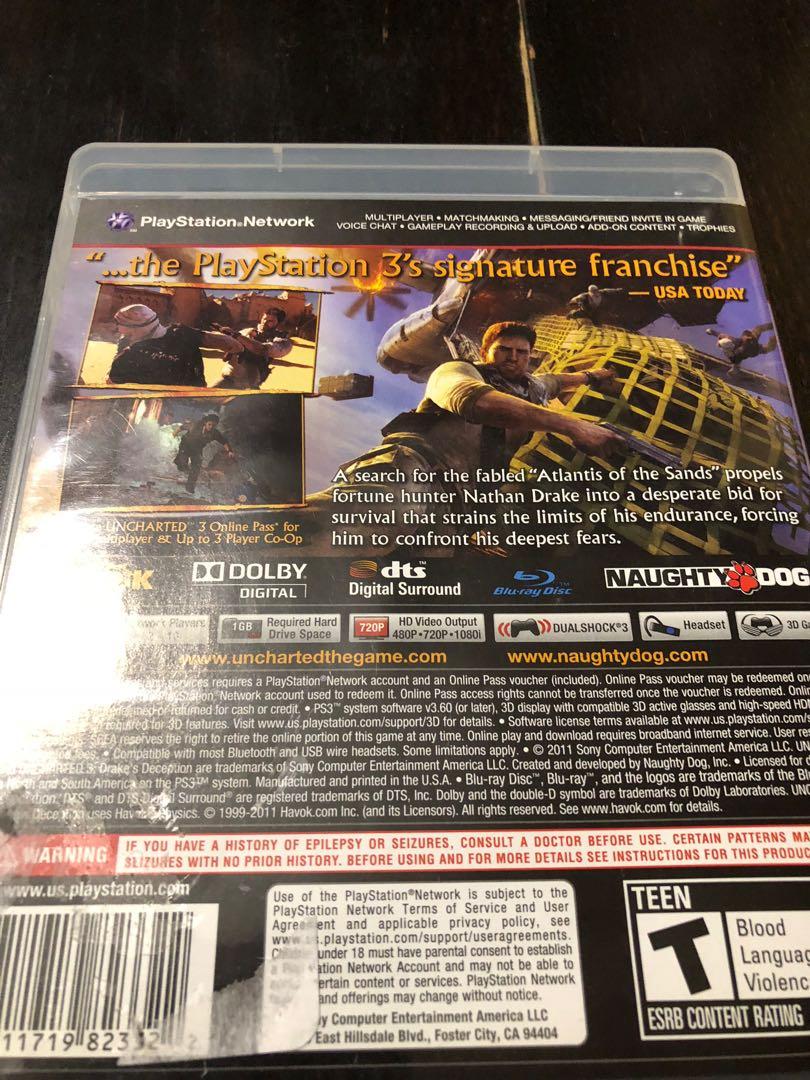 PlayStation®Network
MULTIPLAYER • MATCHMAKING • MESSAGING/FRIEND INVITE IN GAME
VOICE CHAT • GAMEPLAY RECORDING & UPLOAD • ADD-ON CONTENT • TROPHIES
“...the PlayStation 3's signature franchise”
— USA TODAY
A search for the fabled “Atlantis of the Sands” propels
fortune hunter Nathan Drake into a desperate bid for
survival that strains the limits of his endurance, forcing
him to confront his deepest fears.
UNCHARTED 3 Online Pass* for
& Up to 3 Player Co-Op
DOLBY
DIGITAL
dts™
Digital Surround
Blu-ray Disc™
NAUGHTY DOG
Players
1GB Required Hard
Drive Space
720P HD Video Output
480P•720P•1080i
DUALSHOCK®3
Headset
3D
www.unchartedthegame.com
www.naughtydog.com
services requires a PlayStation®Network account and an Online Pass voucher (included). Online Pass voucher may be redeemed
Network account used to redeem it. Online Pass access rights cannot be transferred once the voucher is redeemed.
or returned for cash or credit. • PS3™ system software v3.60 (or later), 3D display with compatible 3D active glasses and high-speed
required for 3D features. Visit www.us.playstation.com/support/3D for details. • Software license terms available at www.us.playstation.com
reserves the right to retire the online portion of this game at any time. Online play and download requires broadband internet service. User
fees. • Compatible with most Bluetooth and USB wire headsets. Some limitations apply. • © 2011 Sony Computer Entertainment America LLC.
Drake's Deception are trademarks of Sony Computer Entertainment America LLC. Created and developed by Naughty Dog, Inc. • Licensed for
and South America on the PS3™ system. Manufactured and printed in the U.S.A. • Blu-ray Disc™, Blu-ray™, and the logos are trademarks of the
DTS® and DTS Digital Surround® are registered trademarks of DTS, Inc. Dolby and the double-D symbol are trademarks of Dolby Laboratories.
uses Havok Physics. © 1999-2011 Havok.com Inc. (and its Licensors). All rights reserved. See www.havok.com for details.
WARNING
IF YOU HAVE A HISTORY OF EPILEPSY OR SEIZURES, CONSULT A DOCTOR BEFORE USE. CERTAIN PATTERNS
SEIZURES WITH NO PRIOR HISTORY. BEFORE USING AND FOR MORE DETAILS SEE INSTRUCTIONS FOR THIS
www.us.playstation.com
Use of the PlayStation®Network is subject to the
PlayStation Network Terms of Service and User
Agreement and applicable privacy policy, see
www.us.playstation.com/support/useragreements.
under 18 must have parental consent to establish
Network Account and may not be able to
certain content or services. PlayStation Network
and offerings may change without notice.
Computer Entertainment America LLC
East Hillsdale Blvd., Foster City, CA 94404
TEEN
T
Blood
ESRB CONTENT RATING